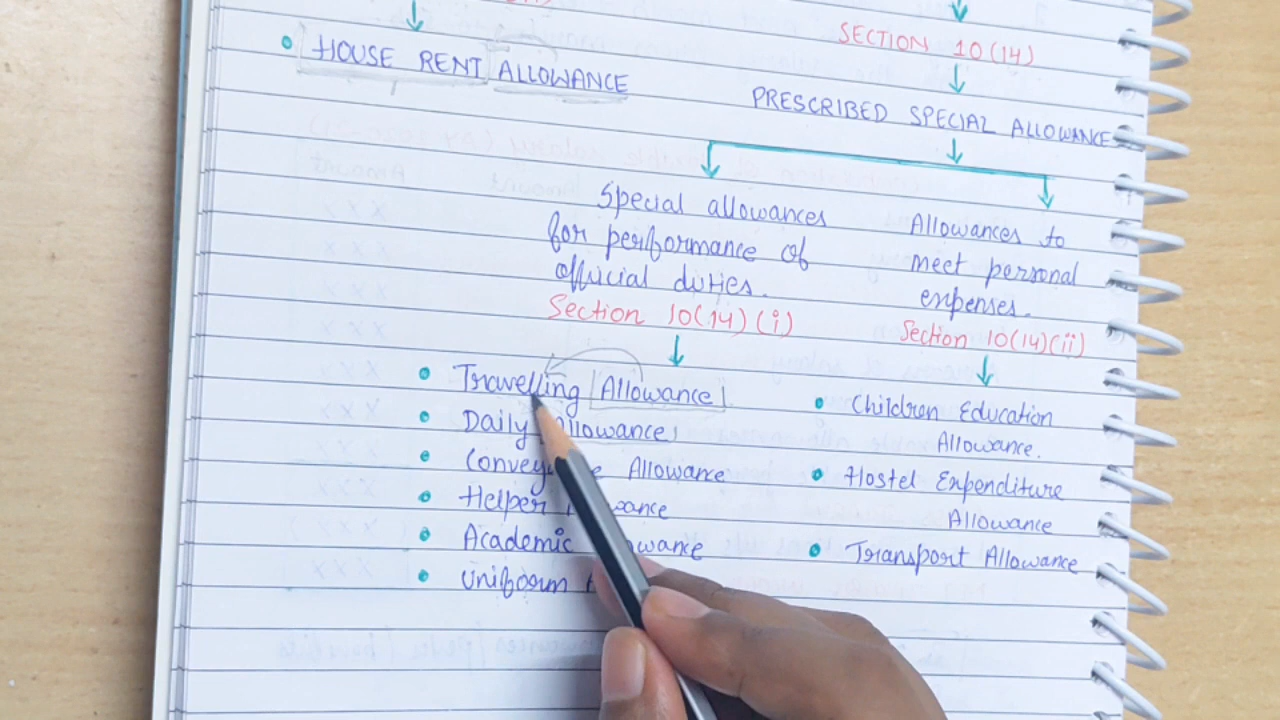 SECTION 10(14)
HOUSE RENT ALLOWANCE
PRESCRIBED SPECIAL ALLOWANCE
Special allowances
for performance of
official duties.
Section 10(14)(i)
Allowances to
meet personal
expenses.
Section 10(14)(ii)
Travelling Allowance
Daily Allowance
Allowance
Helper
Academic
Uniform
Children Education
Allowance.
Hostel Expenditure
Allowance
Transport Allowance